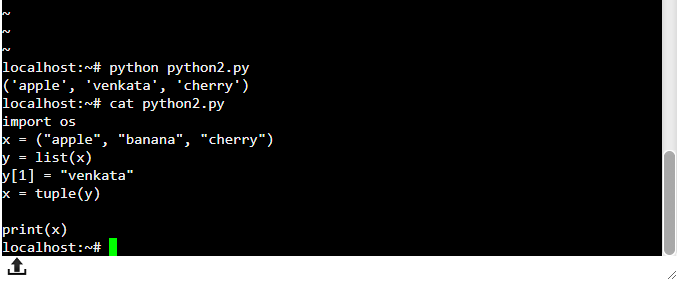 ~
~
~
localhost:~# python python2.py
('apple', 'venkata', 'cherry')
localhost:~# cat python2.py
import os
x = ("apple", "banana", "cherry")
y = list(x)
y[1] = "venkata"
x = tuple(y)

print(x)
localhost:~#